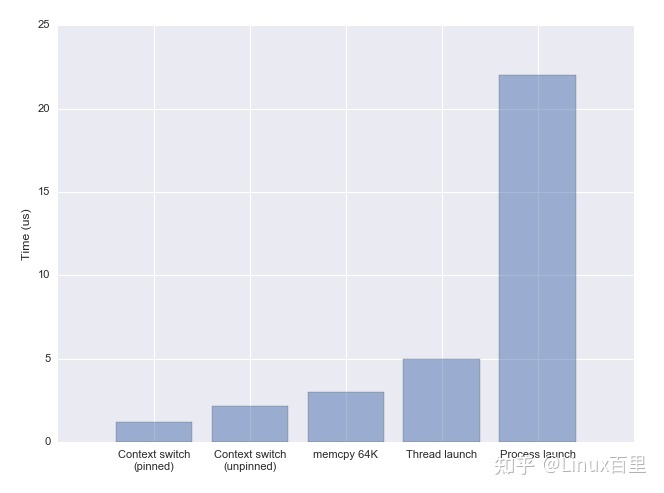 25
20
15
10
5
0
Time (us)
Context switch
(pinned)
Context switch
(unpinned)
memcpy 64K
Thread launch
Process launch
知乎 @Linux百里